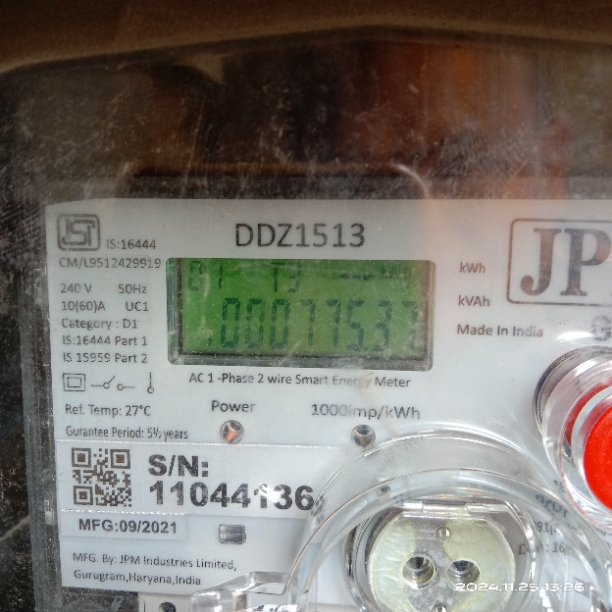 ISI
IS:16444
DDZ1513
CM/L9512429919
240 V 50Hz
10(60)A UC1
Category : D1
IS:16444 Part 1
IS 15959 Part 2
kWh
kVAh
JP
Made In India
AC 1 -Phase 2 wire Smart Energy Meter
Ref. Temp: 27°C
Power
1000imp/kWh
Gurantee Period: 5½ years
S/N:
11044136
MFG:09/2021
MFG. By: JPM Industries Limited,
Gurugram,Haryana,India
2024.11.25 13:26